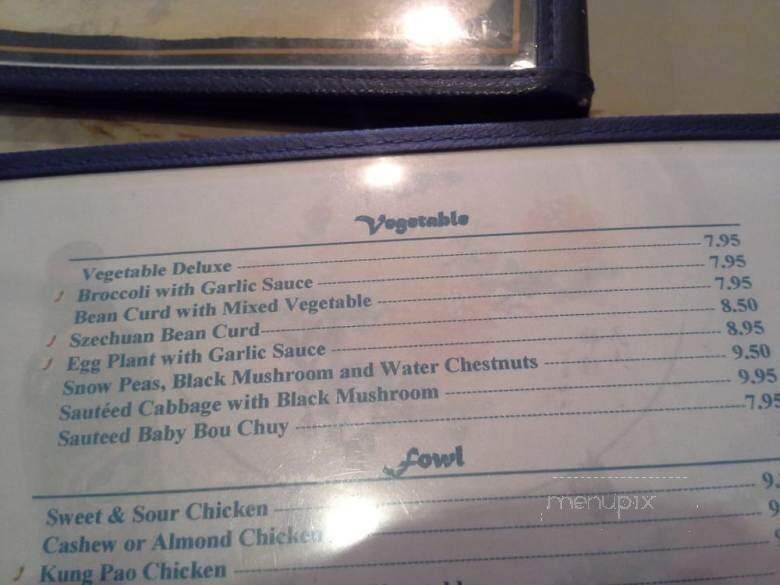 Vegetable
Vegetable Deluxe 7.95
Broccoli with Garlic Sauce 7.95
Bean Curd with Mixed Vegetable 7.95
Szechuan Bean Curd 8.50
Egg Plant with Garlic Sauce 8.95
Snow Peas, Black Mushroom and Water Chestnuts 9.50
Sautéed Cabbage with Black Mushroom 9.95
Sauteed Baby Bou Chuy 7.95
Fowl
Sweet & Sour Chicken 9.
Cashew or Almond Chicken 9
Kung Pao Chicken
menupix